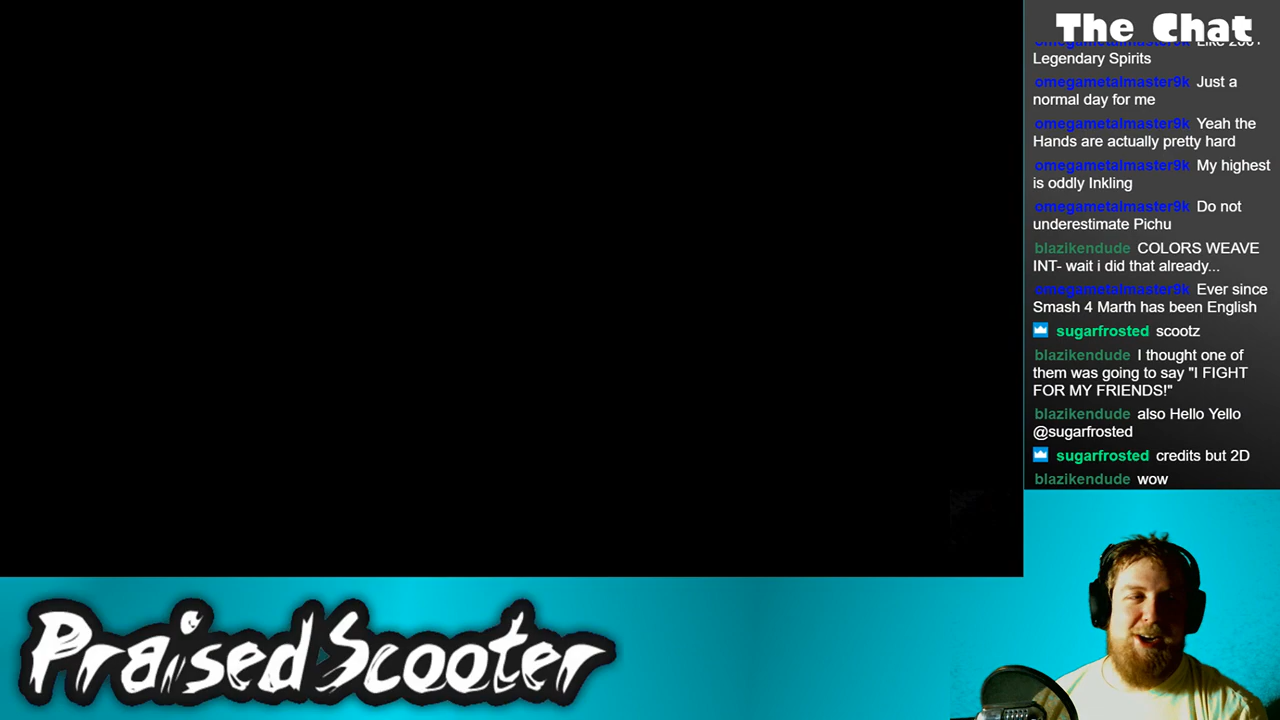 The Chat
omegametalmaster9k Like 200+
Legendary Spirits
omegametalmaster9k Just a
normal day for me
omegametalmaster9k Yeah the
Hands are actually pretty hard
omegametalmaster9k My highest
is oddly Inkling
omegametalmaster9k Do not
underestimate Pichu
blazikendude COLORS WEAVE
INT- wait i did that already...
omegametalmaster9k Ever since
Smash 4 Marth has been English
sugarfrosted scootz
blazikendude I thought one of
them was going to say "I FIGHT
FOR MY FRIENDS!"
blazikendude also Hello Yello
@sugarfrosted
sugarfrosted credits but 2D
blazikendude wow
PraisedScooter